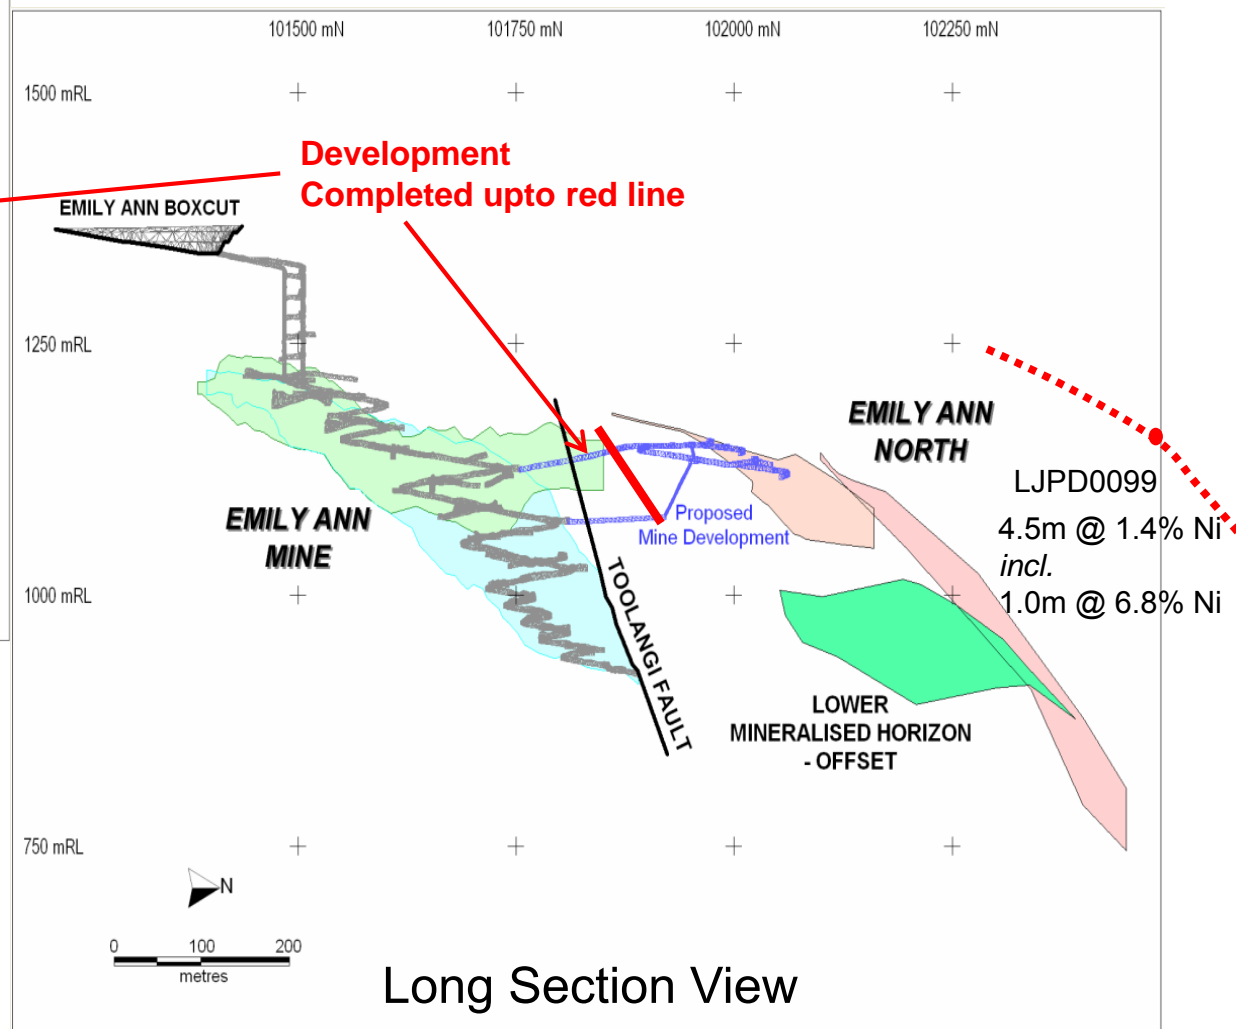 101500 mN 101750 mN 102000 mN 102250 mN
1500 mRL
Development
Completed upto red line
EMILY ANN BOXCUT
1250 mRL
EMILY ANN
NORTH
LJPD0099
4.5m @ 1.4% Ni
incl.
1.0m @ 6.8% Ni
EMILY ANN
MINE
Proposed
Mine Development
1000 mRL
TOOLANGI FAULT
LOWER
MINERALISED HORIZON
- OFFSET
750 mRL
N
0 100 200
metres
Long Section View